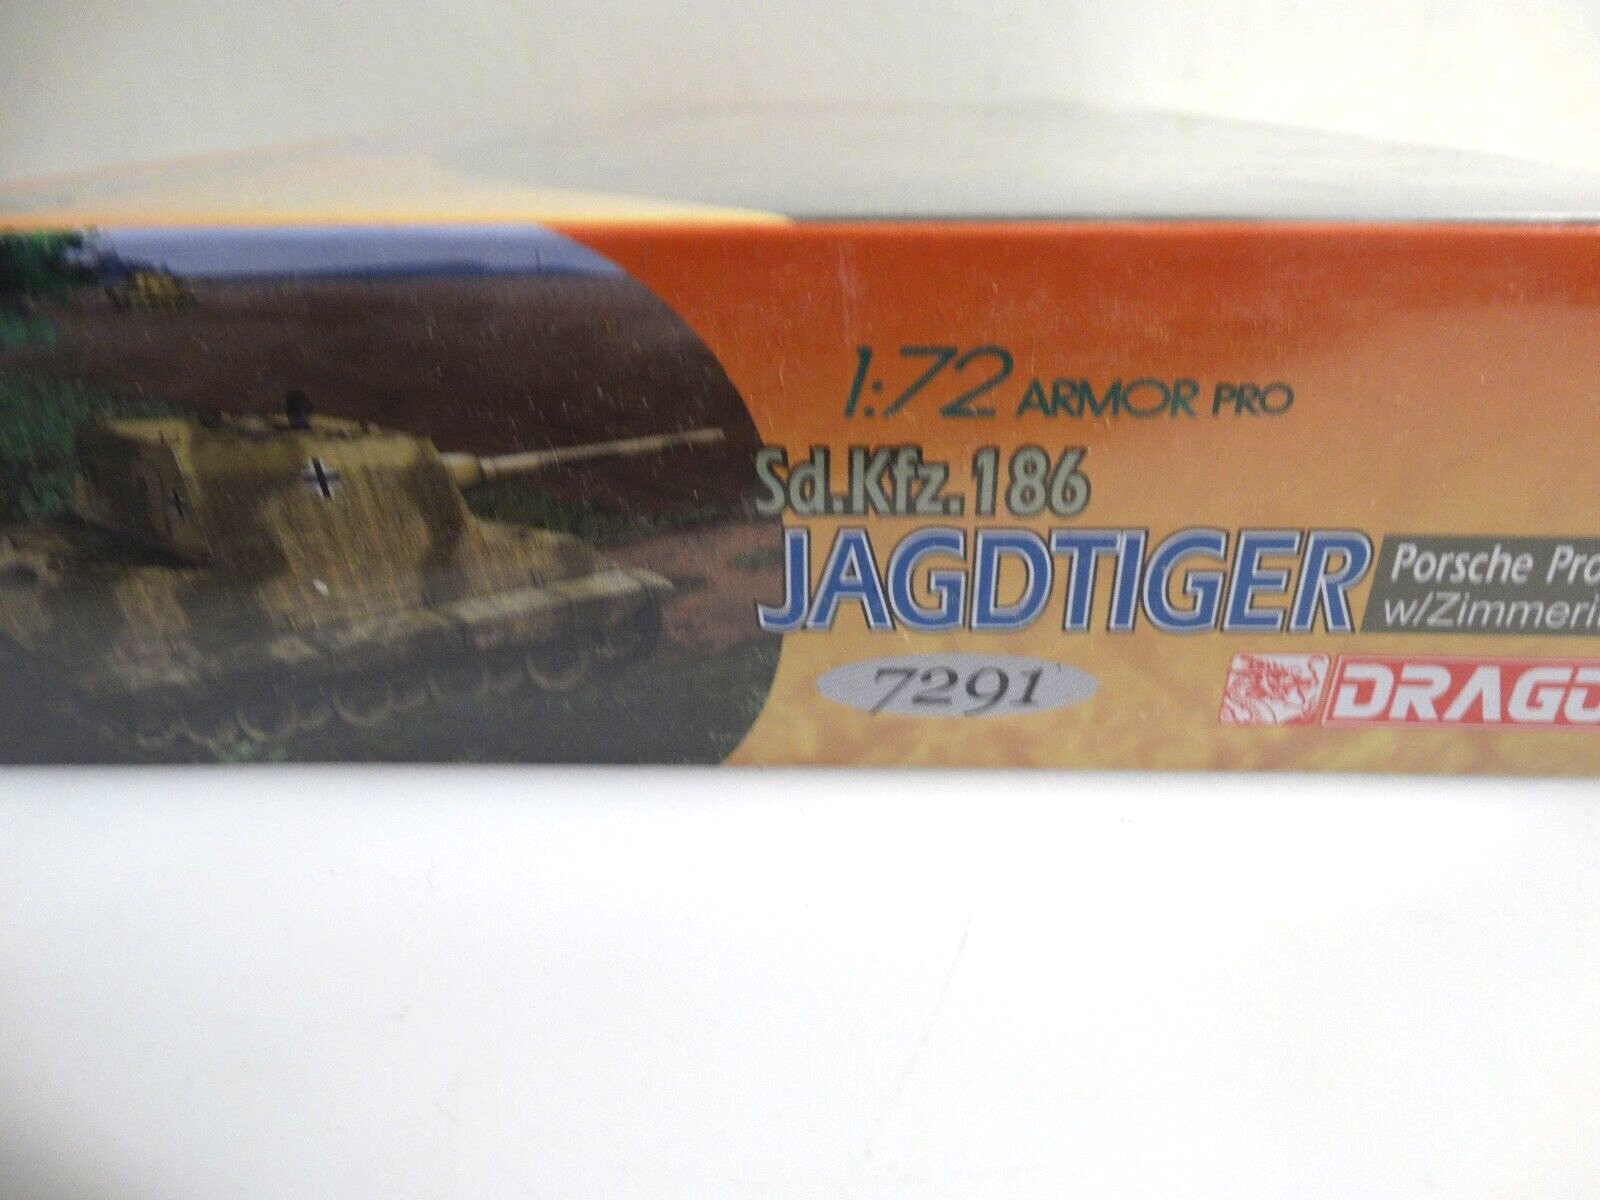 1:72 ARMOR PRO
Sd.Kfz.186
JAGDTIGER
Porsche Pro
w/Zimmeri
7291
DRAGO